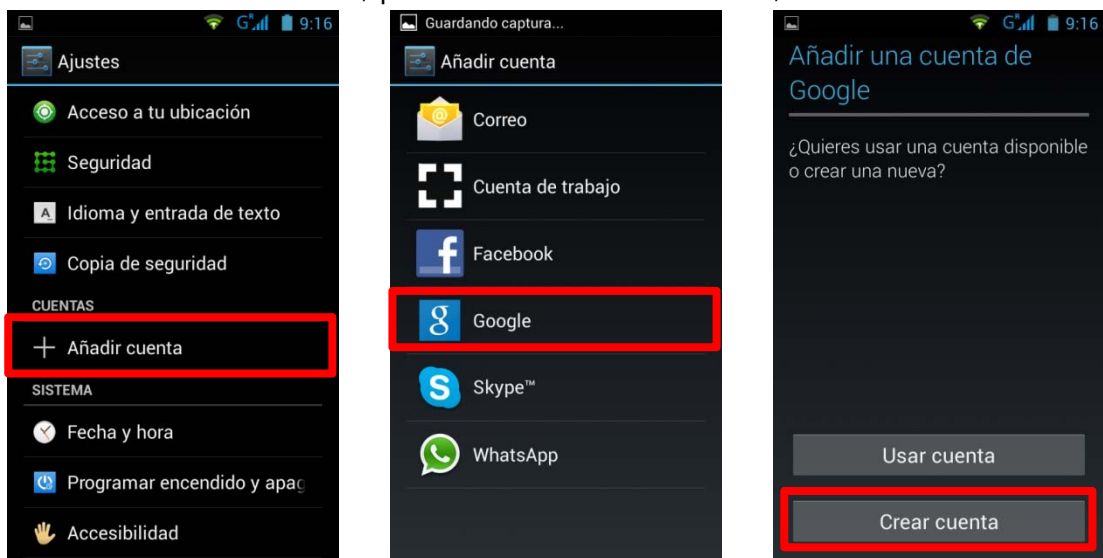 9:16
Ajustes
Acceso a tu ubicación
Seguridad
Idioma y entrada de texto
Copia de seguridad
CUENTAS
Añadir cuenta
SISTEMA
Fecha y hora
Programar encendido y apag
Accesibilidad
Guardando captura...
Añadir cuenta
Correo
Cuenta de trabajo
Facebook
Google
Skype™
WhatsApp
9:16
Añadir una cuenta de
Google
¿Quieres usar una cuenta disponible
o crear una nueva?
Usar cuenta
Crear cuenta